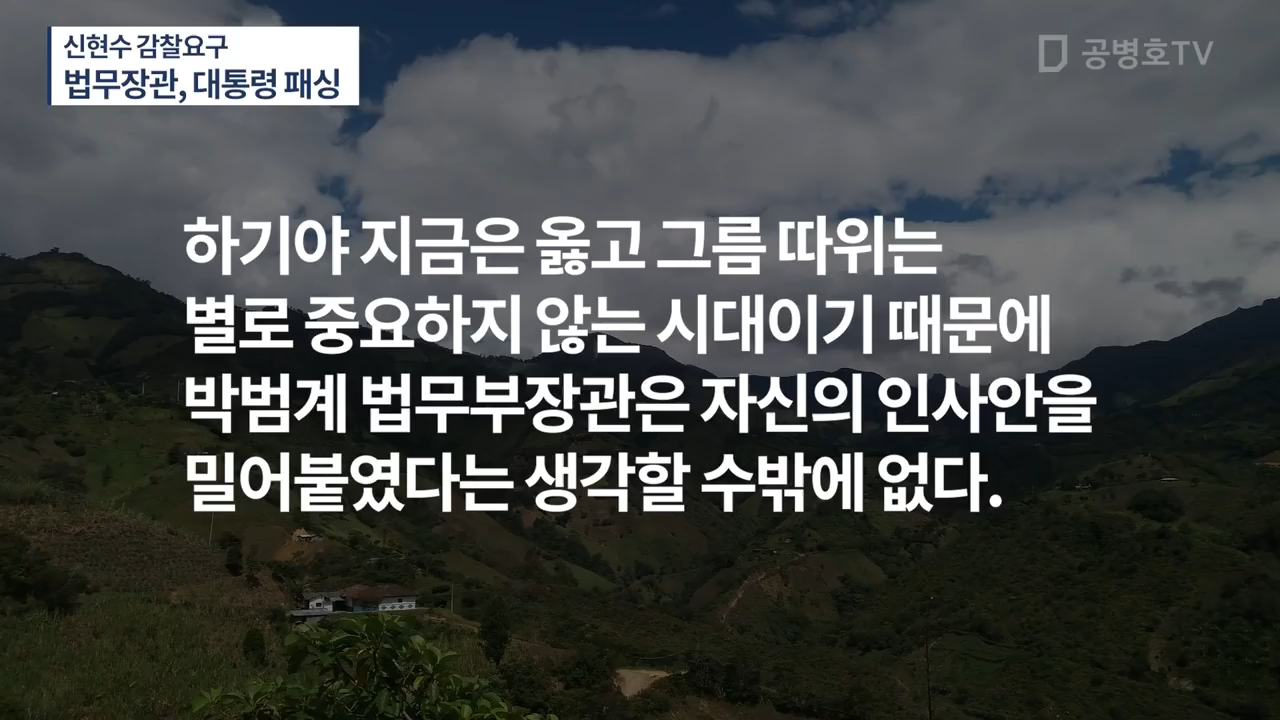 신현수 감찰요구
법무장관, 대통령 패싱
공병호TV
하기야 지금은 옳고 그름 따위는
별로 중요하지 않는 시대이기 때문에
박범계 법무부장관은 자신의 인사안을
밀어붙였다는 생각할 수밖에 없다.